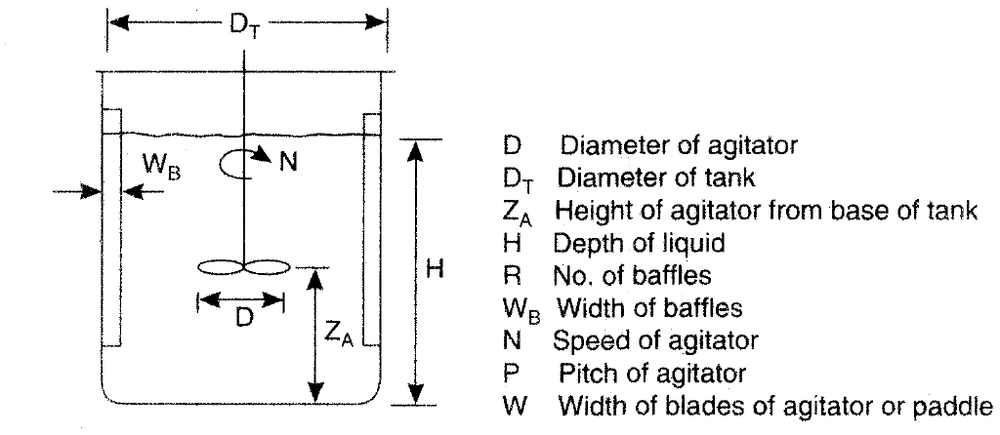 D_T
W_B
N
H
D
Z_A
D Diameter of agitator
D_T Diameter of tank
Z_A Height of agitator from base of tank
H Depth of liquid
R No. of baffles
W_B Width of baffles
N Speed of agitator
P Pitch of agitator
W Width of blades of agitator or paddle